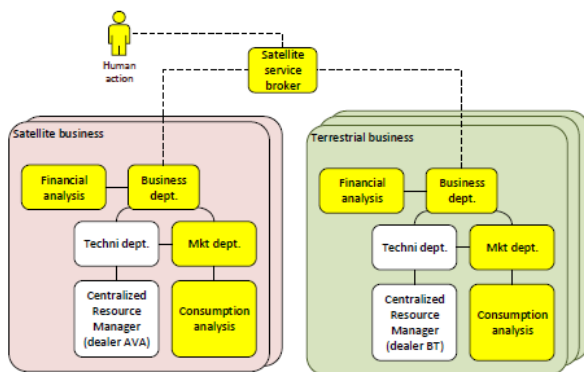 Human
action
Satellite
service
broker
Satellite business
Financial
analysis
Business
dept.
Techni dept.
Mkt dept.
Centralized
Resource
Manager
(dealer AVA)
Consumption
analysis
Terrestrial business
Financial
analysis
Business
dept.
Techni dept.
Mkt dept.
Centralized
Resource
Manager
(dealer BT)
Consumption
analysis